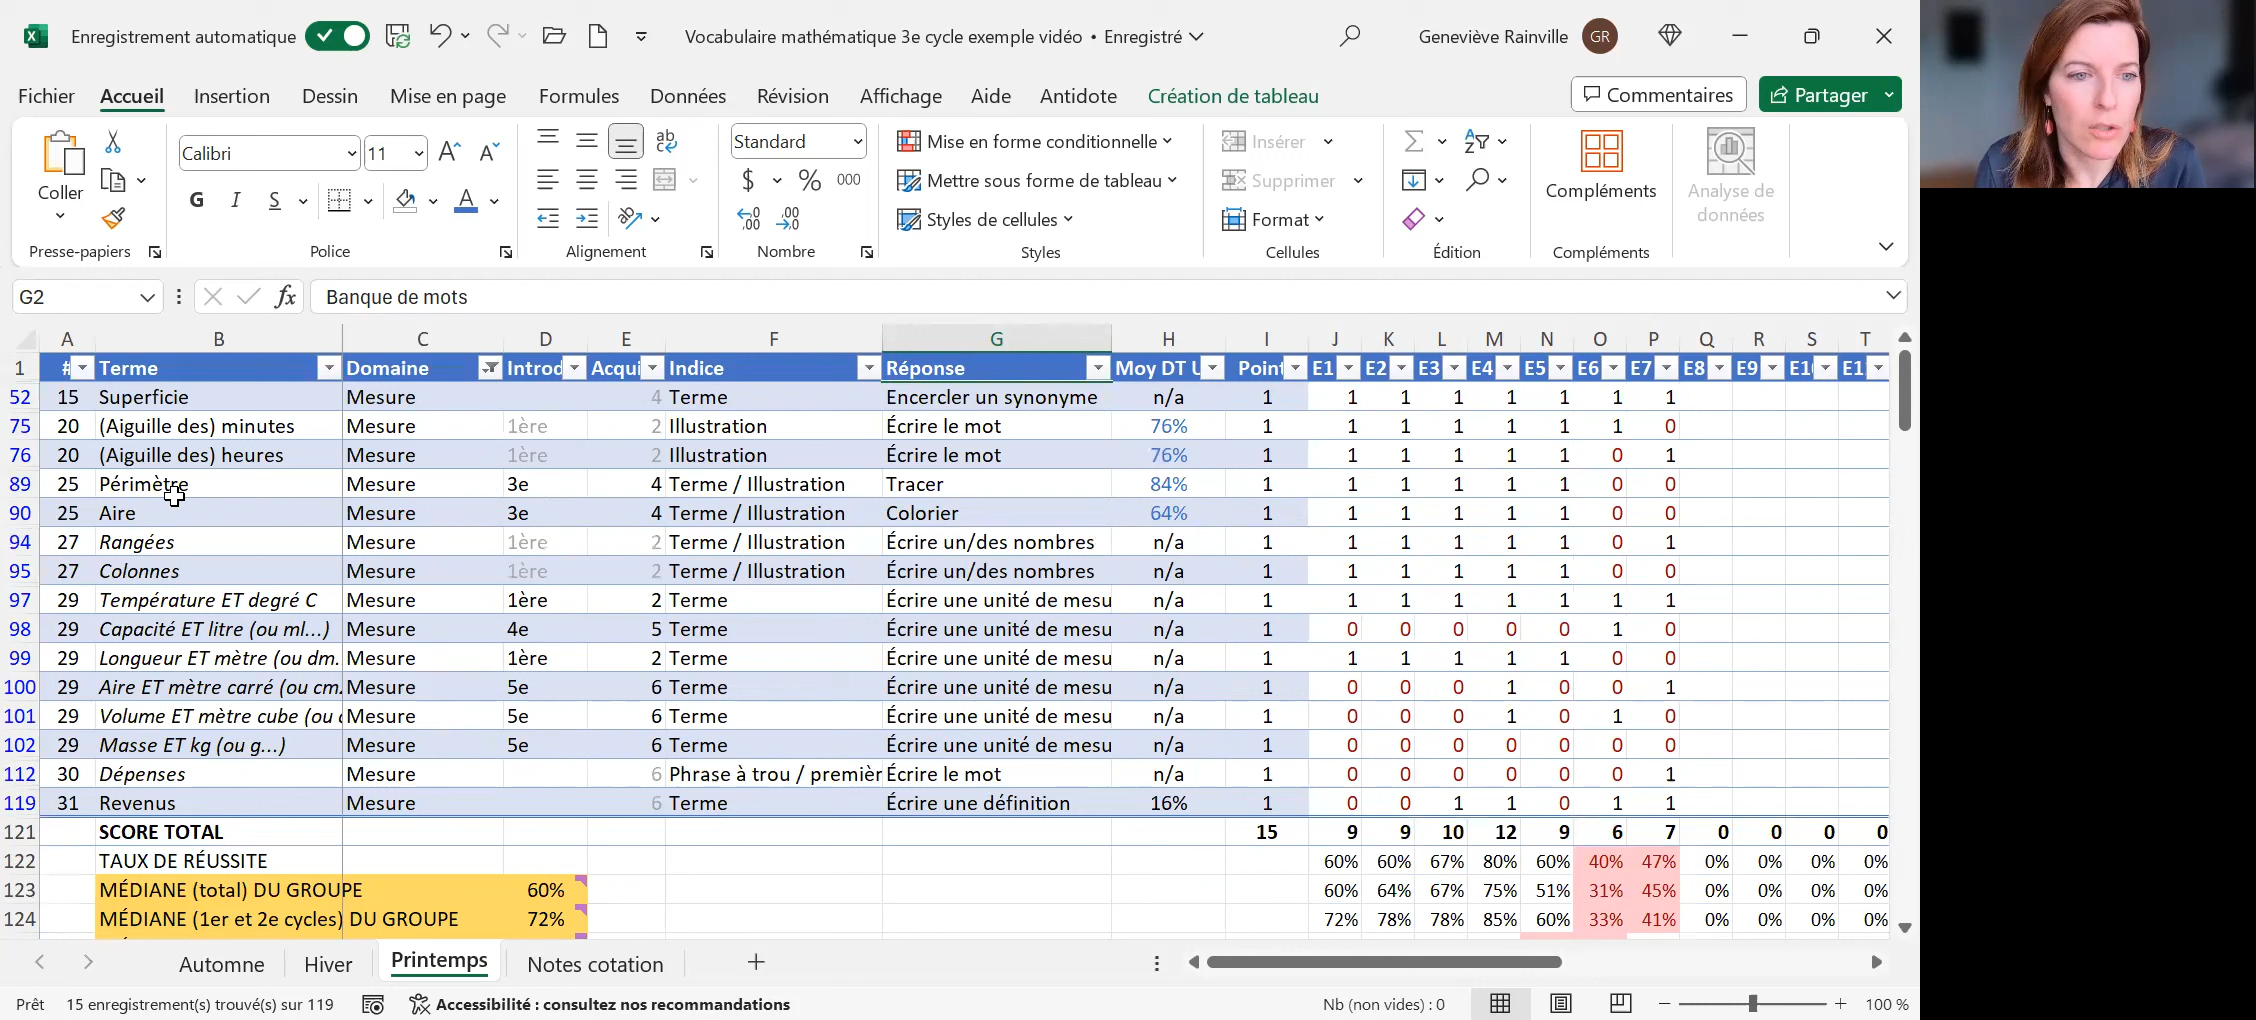 Enregistrement automatique
Vocabulaire mathématique 3e cycle exemple vidéo • Enregistré
Geneviève Rainville GR
Fichier Accueil Insertion Dessin Mise en page Formules Données Révision Affichage Aide Antidote Création de tableau Commentaires Partager
Coller
Calibri 11
G I S
Standard
$ % 000
Mise en forme conditionnelle
Mettre sous forme de tableau
Styles de cellules
Insérer
Supprimer
Format
Compléments
Analyse de données
Presse-papiers Police Alignement Nombre Styles Cellules Édition Compléments
G2 fx Banque de mots
A B C D E F G H I J K L M N O P Q R S T
1 # Terme Domaine Introd Acqui Indice Réponse Moy DT U Point E1 E2 E3 E4 E5 E6 E7 E8 E9 E1 E1
52 15 Superficie Mesure 4 Terme Encercler un synonyme n/a 1 1 1 1 1 1 1 1
75 20 (Aiguille des) minutes Mesure 1ère 2 Illustration Écrire le mot 76% 1 1 1 1 1 1 1 0
76 20 (Aiguille des) heures Mesure 1ère 2 Illustration Écrire le mot 76% 1 1 1 1 1 1 0 1
89 25 Périmètre Mesure 3e 4 Terme / Illustration Tracer 84% 1 1 1 1 1 1 0 0
90 25 Aire Mesure 3e 4 Terme / Illustration Colorier 64% 1 1 1 1 1 1 0 0
94 27 Rangées Mesure 1ère 2 Terme / Illustration Écrire un/des nombres n/a 1 1 1 1 1 1 0 1
95 27 Colonnes Mesure 1ère 2 Terme / Illustration Écrire un/des nombres n/a 1 1 1 1 1 1 0 0
97 29 Température ET degré C Mesure 1ère 2 Terme Écrire une unité de mesu n/a 1 1 1 1 1 1 1 1
98 29 Capacité ET litre (ou ml...) Mesure 4e 5 Terme Écrire une unité de mesu n/a 1 0 0 0 0 0 1 0
99 29 Longueur ET mètre (ou dm. Mesure 1ère 2 Terme Écrire une unité de mesu n/a 1 1 1 1 1 1 0 0
100 29 Aire ET mètre carré (ou cm. Mesure 5e 6 Terme Écrire une unité de mesu n/a 1 0 0 0 1 0 0 1
101 29 Volume ET mètre cube (ou c Mesure 5e 6 Terme Écrire une unité de mesu n/a 1 0 0 0 1 0 1 0
102 29 Masse ET kg (ou g...) Mesure 5e 6 Terme Écrire une unité de mesu n/a 1 0 0 0 0 0 0 0
112 30 Dépenses Mesure 6 Phrase à trou / premièr Écrire le mot n/a 1 0 0 0 0 0 0 1
119 31 Revenus Mesure 6 Terme Écrire une définition 16% 1 0 0 1 1 0 1 1
121 SCORE TOTAL 15 9 9 10 12 9 6 7 0 0 0 0
122 TAUX DE RÉUSSITE 60% 60% 67% 80% 60% 40% 47% 0% 0% 0% 0%
123 MÉDIANE (total) DU GROUPE 60% 60% 64% 67% 75% 51% 31% 45% 0% 0% 0% 0%
124 MÉDIANE (1er et 2e cycles) DU GROUPE 72% 72% 78% 78% 85% 60% 33% 41% 0% 0% 0% 0%
Automne Hiver Printemps Notes cotation
Prêt 15 enregistrement(s) trouvé(s) sur 119 Accessibilité : consultez nos recommandations Nb (non vides) : 0 100 %